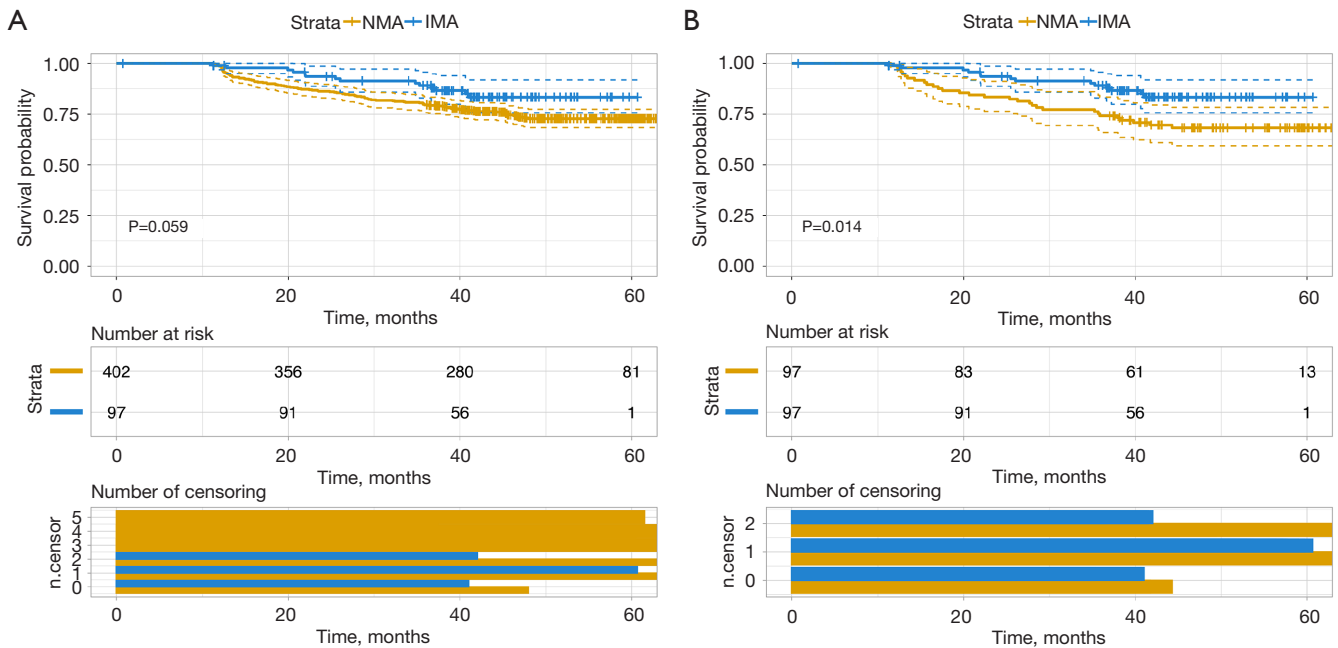 A
Strata NMA IMA
Survival probability
1.00
0.75
0.50
0.25
0.00
P=0.059
0 20 40 60
Time, months
Number at risk
Strata
402 356 280 81
97 91 56 1
0 20 40 60
Time, months
Number of censoring
n.censor
5
4
3
2
1
0
0 20 40 60
Time, months
B
Strata NMA IMA
Survival probability
1.00
0.75
0.50
0.25
0.00
P=0.014
0 20 40 60
Time, months
Number at risk
Strata
97 83 61 13
97 91 56 1
0 20 40 60
Time, months
Number of censoring
n.censor
2
1
0
0 20 40 60
Time, months